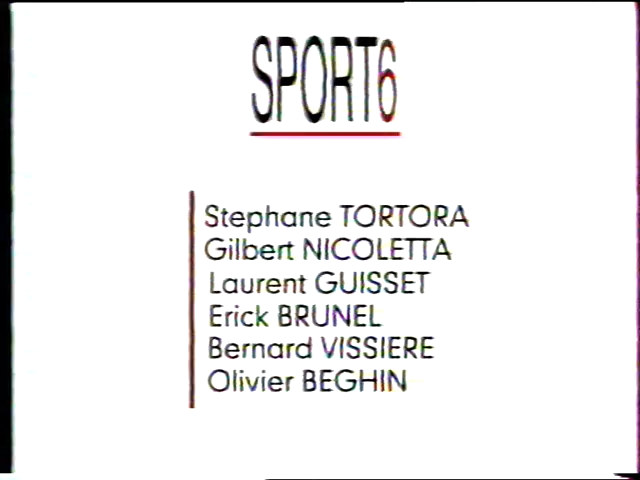 SPORT6
Stephane TORTORA
Gilbert NICOLETTA
Laurent GUISSET
Erick BRUNEL
Bernard VISSIERE
Olivier BEGHIN